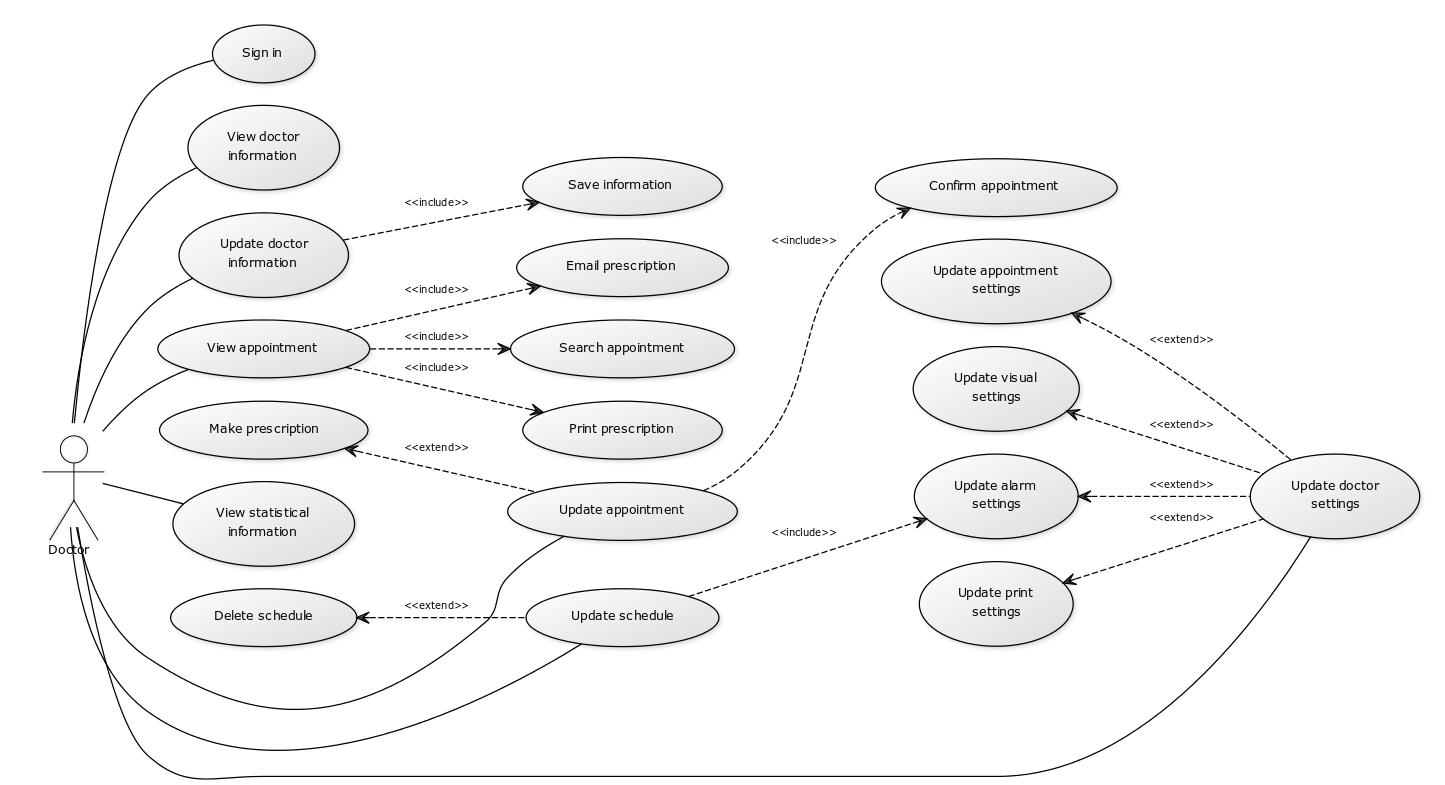 Sign in
View doctor
information
Update doctor
information
View appointment
Make prescription
View statistical
information
Delete schedule
Doctor
<<include>>
<<include>>
<<include>>
<<include>>
<<extend>>
<<extend>>
Save information
Email prescription
Search appointment
Print prescription
Update appointment
Update schedule
<<include>>
<<include>>
Confirm appointment
Update appointment
settings
Update visual
settings
Update alarm
settings
Update print
settings
<<extend>>
<<extend>>
<<extend>>
<<extend>>
Update doctor
settings